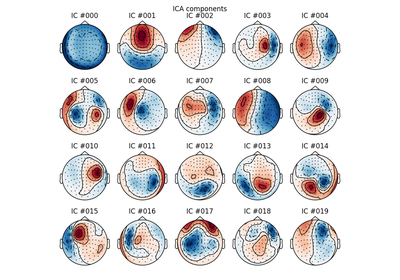 ICA components
IC #000 IC #001 IC #002 IC #003 IC #004
IC #005 IC #006 IC #007 IC #008 IC #009
IC #010 IC #011 IC #012 IC #013 IC #014
IC #015 IC #016 IC #017 IC #018 IC #019